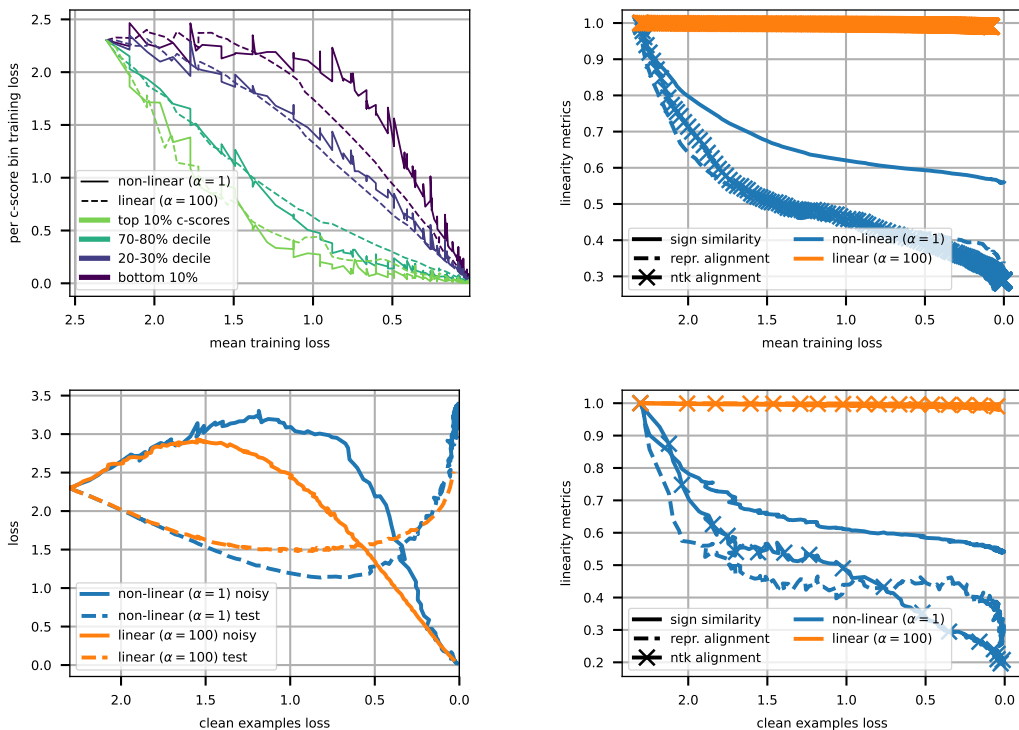 2.5
2.0
1.5
1.0
0.5
0.0
per c-score bin training loss
non-linear (α = 1)
linear (α = 100)
top 10% c-scores
70-80% decile
20-30% decile
bottom 10%
2.5 2.0 1.5 1.0 0.5
mean training loss
1.0
0.9
0.8
0.7
0.6
0.5
0.4
0.3
linearity metrics
sign similarity
repr. alignment
ntk alignment
non-linear (α = 1)
linear (α = 100)
2.0 1.5 1.0 0.5 0.0
mean training loss
3.5
3.0
2.5
2.0
1.5
1.0
0.5
0.0
loss
non-linear (α = 1) noisy
non-linear (α = 1) test
linear (α = 100) noisy
linear (α = 100) test
2.0 1.5 1.0 0.5 0.0
clean examples loss
1.0
0.9
0.8
0.7
0.6
0.5
0.4
0.3
0.2
linearity metrics
sign similarity
repr. alignment
ntk alignment
non-linear (α = 1)
linear (α = 100)
2.0 1.5 1.0 0.5 0.0
clean examples loss